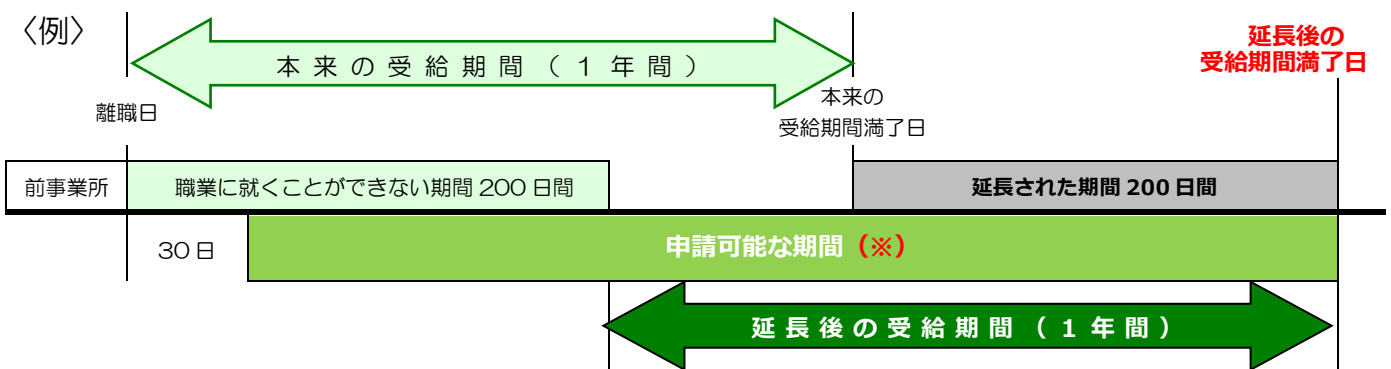 〈例〉
本来の受給期間（１年間）
延長後の
受給期間満了日
離職日
本来の
受給期間満了日
前事業所
職業に就くことができない期間 200 日間
延長された期間 200 日間
30 日
申請可能な期間（※）
延長後の受給期間（１年間）